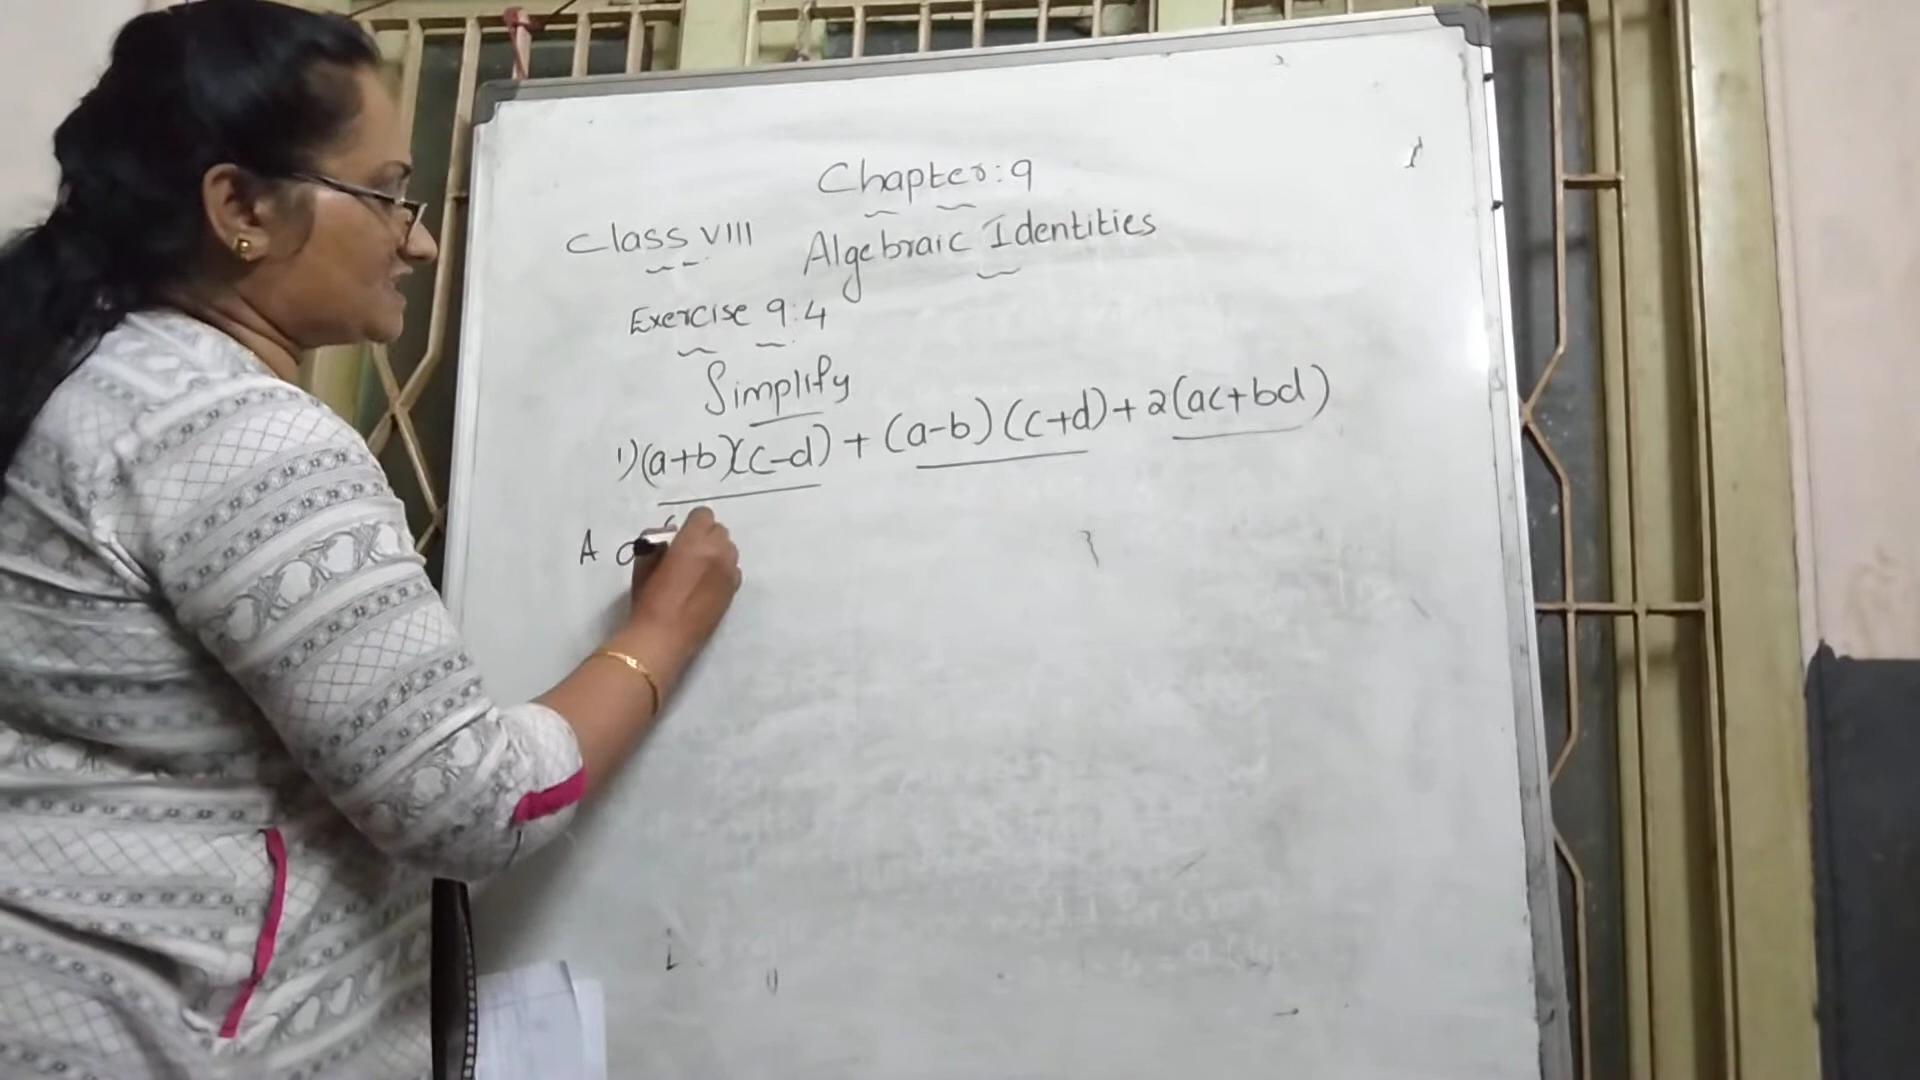 Chapter: 9
Class VIII Algebraic Identities
Exercise 9.4
Simplify
1) (a+b)(c-d) + (a-b) (c+d) + 2(ac+bd)
A a